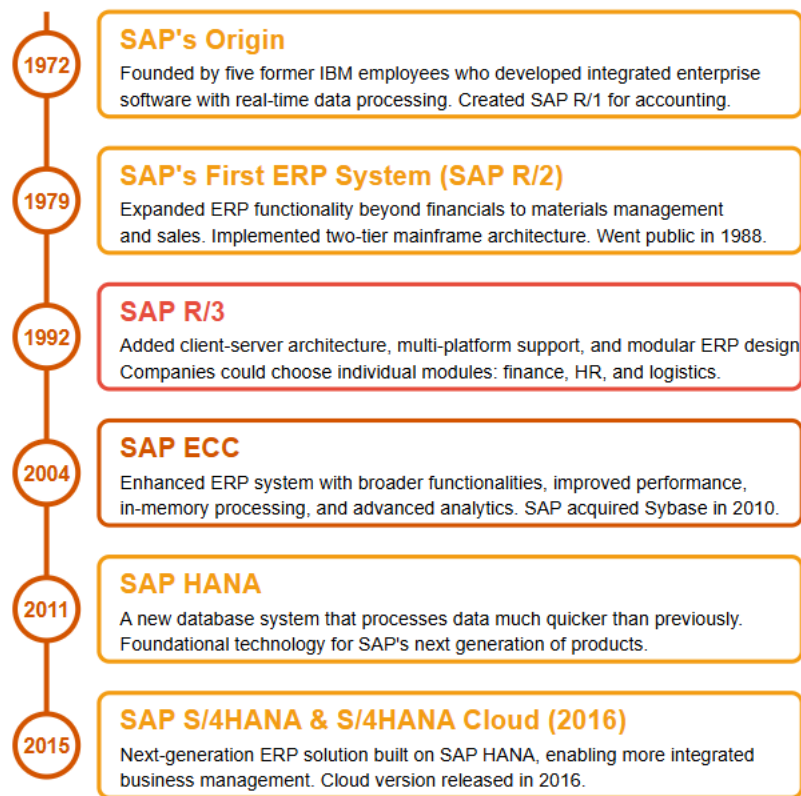 1972
SAP's Origin
Founded by five former IBM employees who developed integrated enterprise
software with real-time data processing. Created SAP R/1 for accounting.
1979
SAP's First ERP System (SAP R/2)
Expanded ERP functionality beyond financials to materials management
and sales. Implemented two-tier mainframe architecture. Went public in 1988.
1992
SAP R/3
Added client-server architecture, multi-platform support, and modular ERP design
Companies could choose individual modules: finance, HR, and logistics.
2004
SAP ECC
Enhanced ERP system with broader functionalities, improved performance,
in-memory processing, and advanced analytics. SAP acquired Sybase in 2010.
2011
SAP HANA
A new database system that processes data much quicker than previously.
Foundational technology for SAP's next generation of products.
2015
SAP S/4HANA & S/4HANA Cloud (2016)
Next-generation ERP solution built on SAP HANA, enabling more integrated
business management. Cloud version released in 2016.